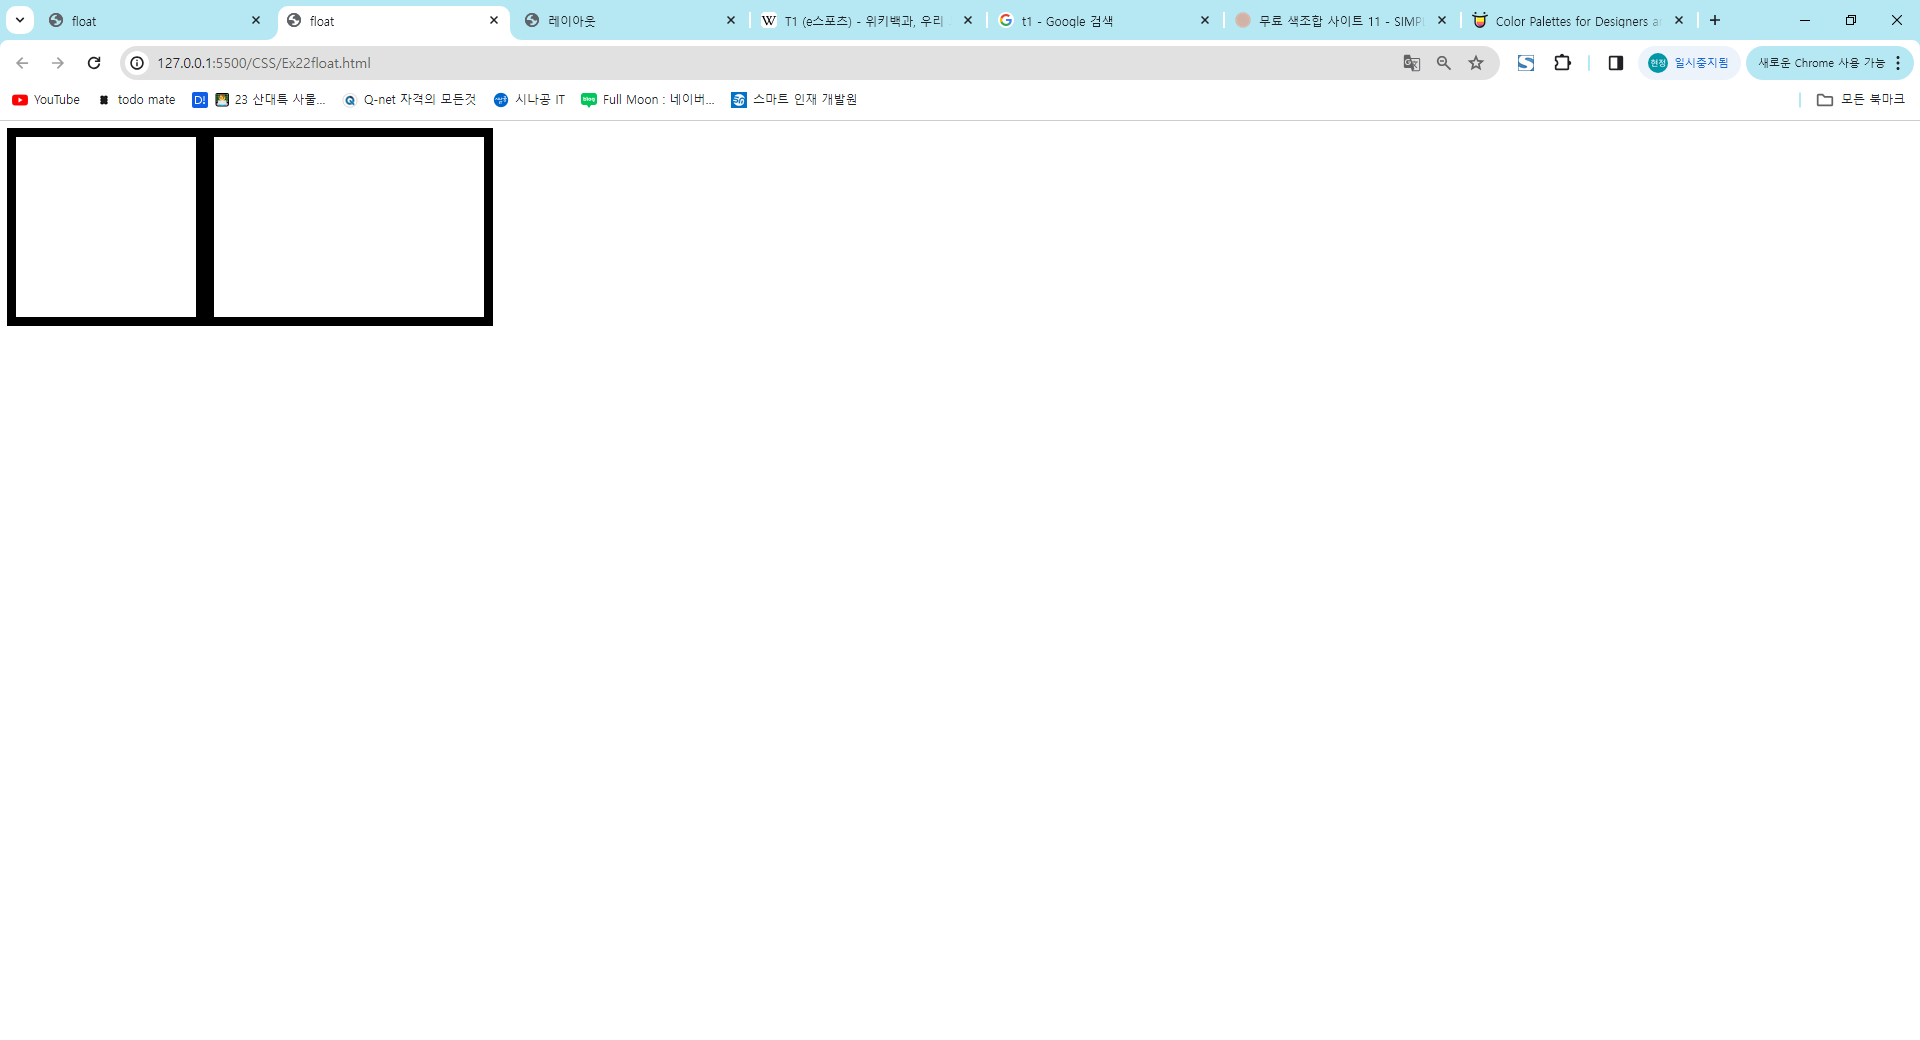 float
float
레이아웃
T1 (e스포츠) - 위키백과, 우리
t1 - Google 검색
무료 색조합 사이트 11 - SIMPL
Color Palettes for Designers a
127.0.0.1:5500/CSS/Ex22float.html
현정
일시중지됨
새로운 Chrome 사용 가능
YouTube
todo mate
D!
23 산대특 사물...
Q-net 자격의 모든것
시나공 IT
blog
Full Moon : 네이버...
스마트 인재 개발원
모든 북마크